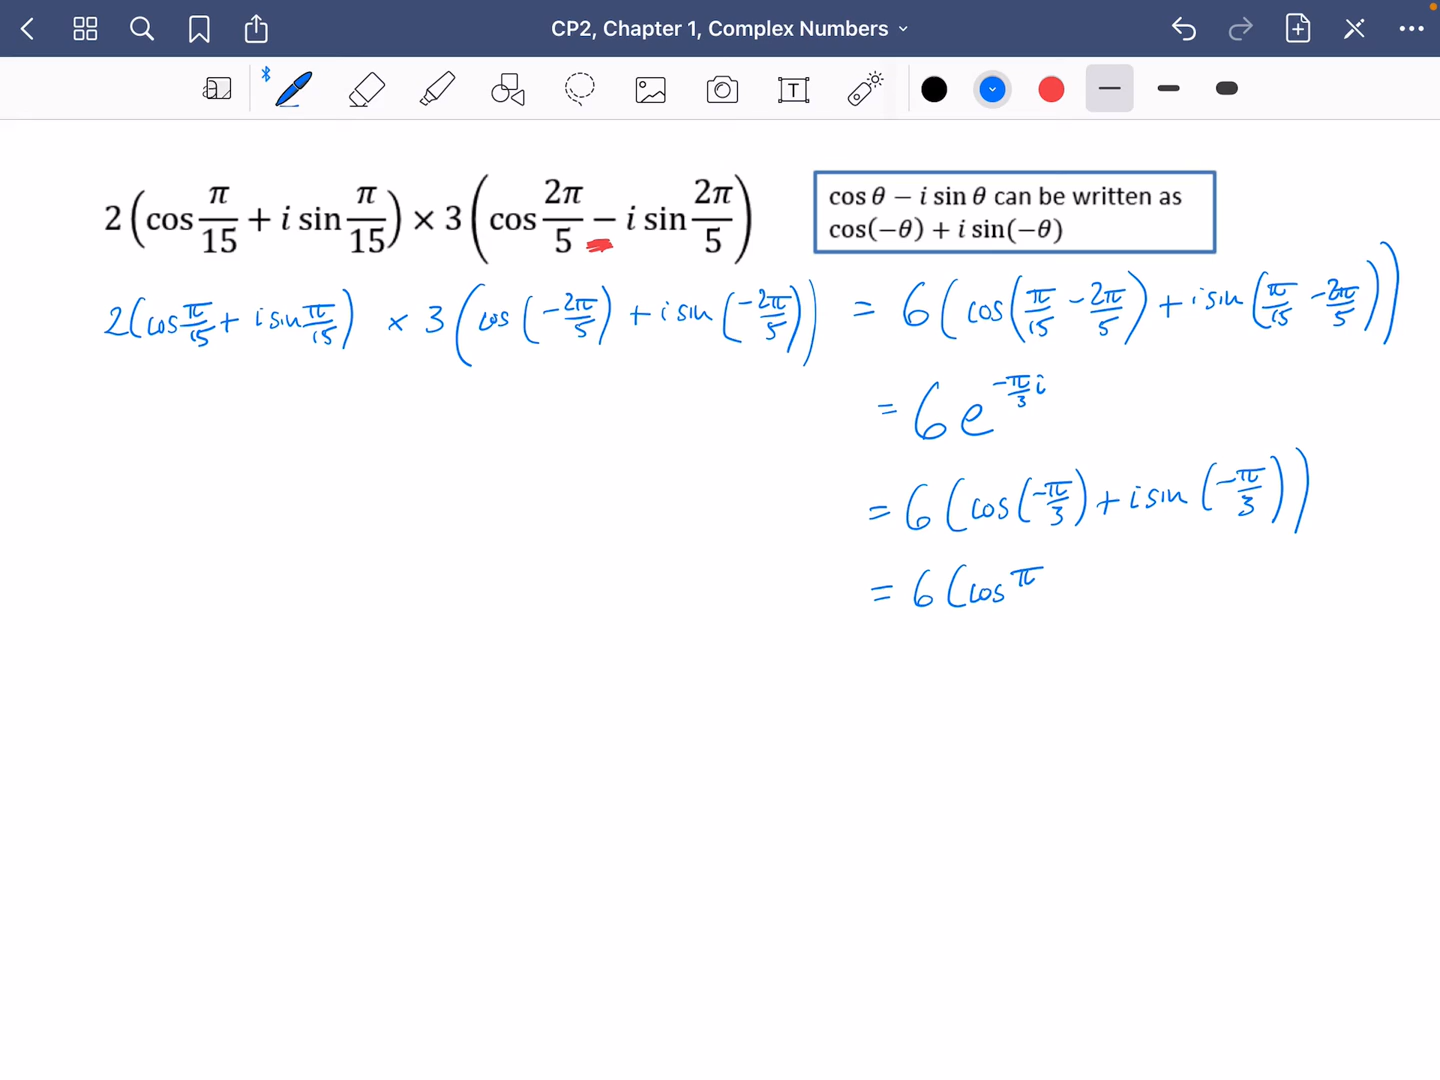 CP2, Chapter 1, Complex Numbers
2(cos π/15 + i sin π/15) × 3(cos 2π/5 − i sin 2π/5)
cos θ − i sin θ can be written as
cos(−θ) + i sin(−θ)
2(cos π/15 + i sin π/15) × 3(cos(−2π/5) + i sin(−2π/5)) = 6(cos(π/15 − 2π/5) + i sin(π/15 − 2π/5))
= 6e^(−π/3 i)
= 6(cos(−π/3) + i sin(−π/3))
= 6(cos π